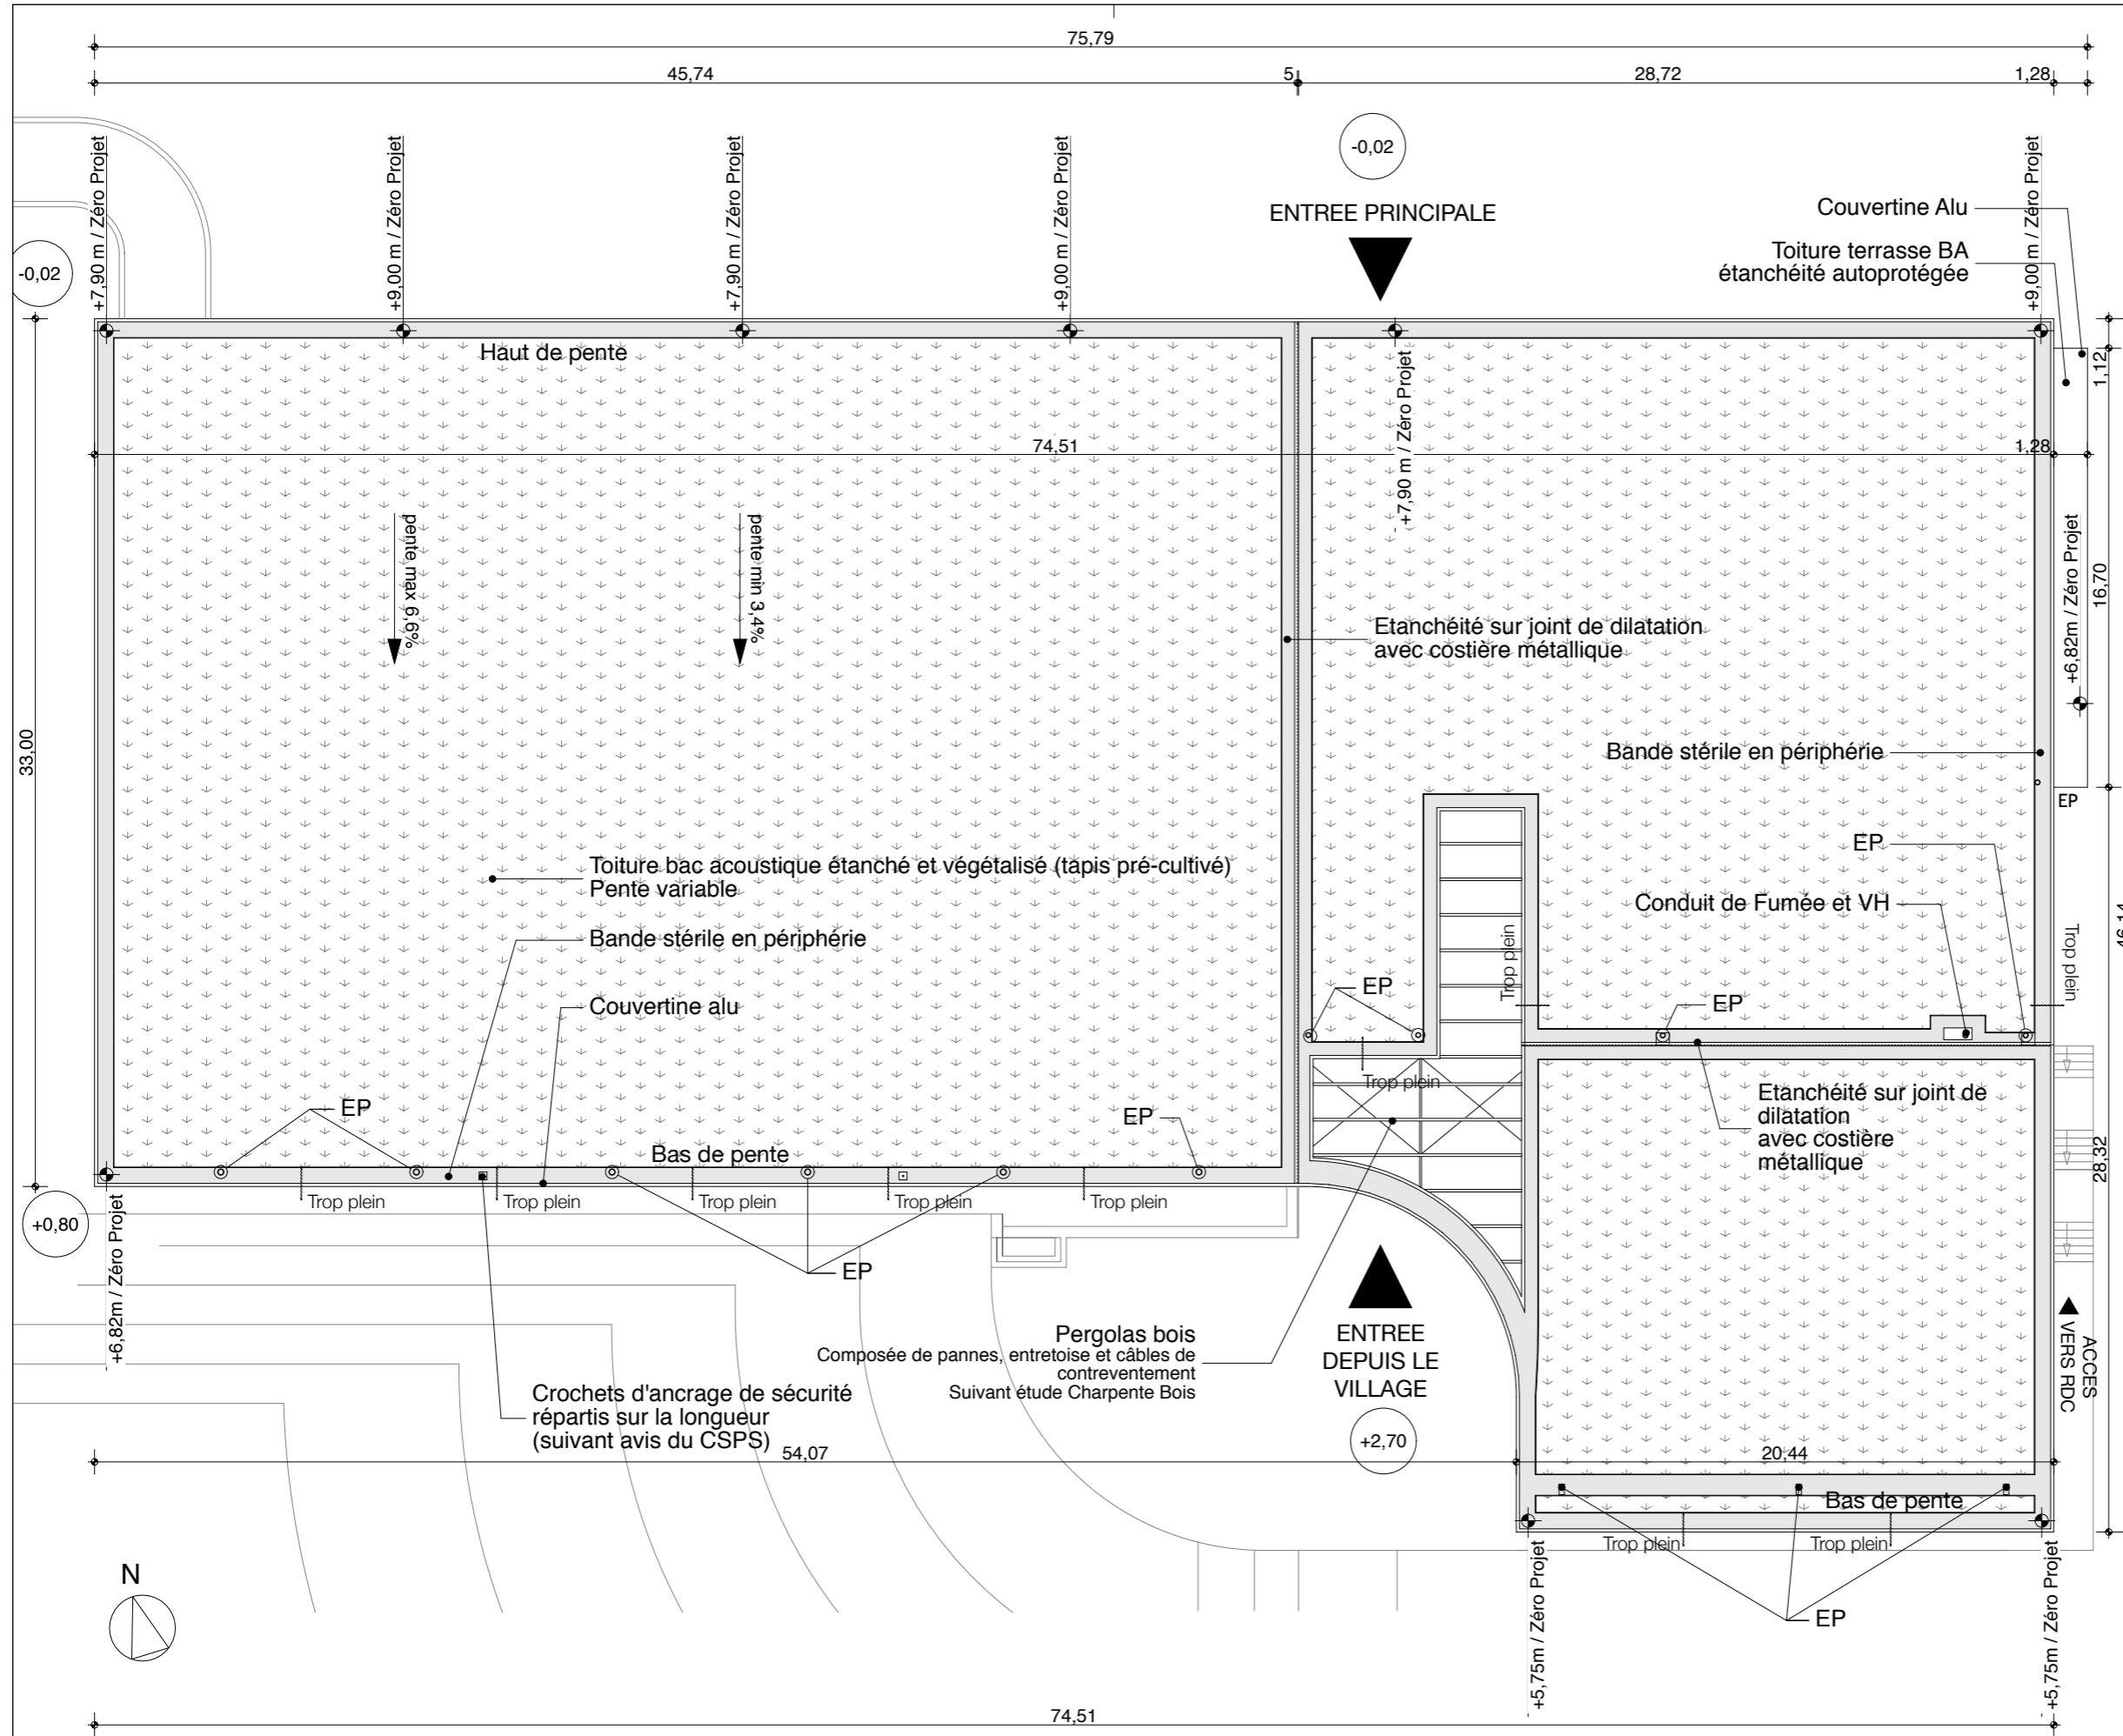 75,79
45,74
5
28,72
1,28
-0,02
ENTREE PRINCIPALE
-0,02
+7,90 m / Zéro Projet
+9,00 m / Zéro Projet
+7,90 m / Zéro Projet
+9,00 m / Zéro Projet
+9,00 m / Zéro Projet
Couvertine Alu
Toiture terrasse BA
étanchéité autoprotégée
Haut de pente
+7,90 m / Zéro Projet
1,12
74,51
1,28
pente max 6,6%
pente min 3,4%
+6,82m / Zéro Projet
16,70
Etanchéité sur joint de dilatation
avec costière métallique
33,00
Bande stérile en périphérie
EP
EP
Toiture bac acoustique étanché et végétalisé (tapis pré-cultivé)
Pente variable
Conduit de Fumée et VH
Bande stérile en périphérie
Trop plein
Trop plein
46,14
EP
EP
Couvertine alu
Trop plein
Etanchéité sur joint de
dilatation
avec costière
métallique
EP
EP
Bas de pente
28,32
Trop plein
Trop plein
Trop plein
Trop plein
Trop plein
+0,80
+6,82m / Zéro Projet
EP
Pergolas bois
Composée de pannes, entretoise et câbles de
contreventement
Suivant étude Charpente Bois
ENTREE
DEPUIS LE
VILLAGE
+2,70
ACCES
VERS RDC
Crochets d'ancrage de sécurité
répartis sur la longueur
(suivant avis du CSPS)
54,07
20,44
Bas de pente
Trop plein
Trop plein
N
EP
+5,75m / Zéro Projet
+5,75m / Zéro Projet
74,51